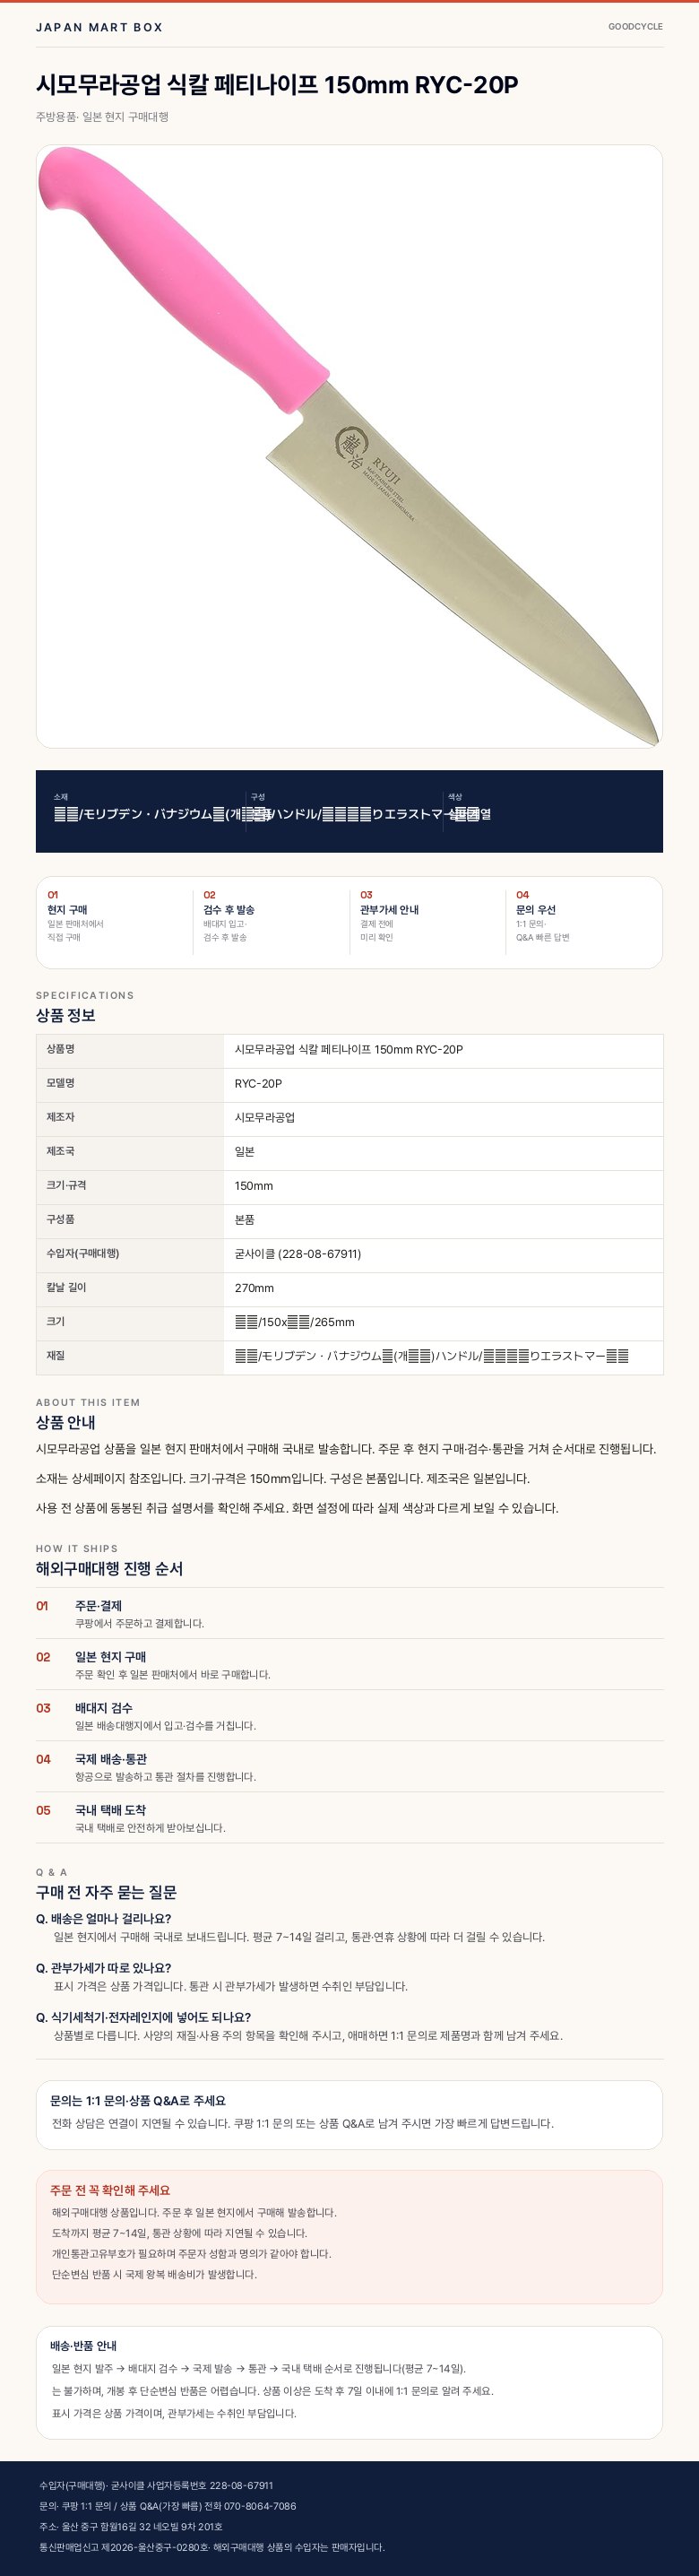 JAPAN MART BOX
GOODCYCLE
시모무라공업 식칼 페티나이프 150mm RYC-20P
주방용품· 일본 현지 구매대행
龍治
RYUJI
MADE IN JAPAN / SHIMOMURA
소재
구성
색상
/モリブデン・バナジウム
ハンドル/
りエラストマー
01
현지 구매
일본 판매처에서
직접 구매
02
검수 후 발송
배대지 입고·
검수 후 발송
03
관부가세 안내
결제 전에
미리 확인
04
문의 우선
1:1 문의·
Q&A 빠른 답변
SPECIFICATIONS
상품 정보
상품명 시모무라공업 식칼 페티나이프 150mm RYC-20P
모델명 RYC-20P
제조자 시모무라공업
제조국 일본
크기·규격 150mm
구성품 본품
수입자(구매대행) 굳사이클 (228-08-67911)
칼날 길이 270mm
크기 /150x /265mm
재질 /モリブデン・バナジウム (개 )ハンドル/ りエラストマー
ABOUT THIS ITEM
상품 안내
시모무라공업 상품을 일본 현지 판매처에서 구매해 국내로 발송합니다. 주문 후 현지 구매·검수·통관을 거쳐 순서대로 진행됩니다.
소재는 상세페이지 참조입니다. 크기·규격은 150mm입니다. 구성은 본품입니다. 제조국은 일본입니다.
사용 전 상품에 동봉된 취급 설명서를 확인해 주세요. 화면 설정에 따라 실제 색상과 다르게 보일 수 있습니다.
HOW IT SHIPS
해외구매대행 진행 순서
01 주문·결제
쿠팡에서 주문하고 결제합니다.
02 일본 현지 구매
주문 확인 후 일본 판매처에서 바로 구매합니다.
03 배대지 검수
일본 배송대행지에서 입고·검수를 거칩니다.
04 국제 배송·통관
항공으로 발송하고 통관 절차를 진행합니다.
05 국내 택배 도착
국내 택배로 안전하게 받아보십니다.
Q & A
구매 전 자주 묻는 질문
Q. 배송은 얼마나 걸리나요?
일본 현지에서 구매해 국내로 보내드립니다. 평균 7~14일 걸리고, 통관·연휴 상황에 따라 더 걸릴 수 있습니다.
Q. 관부가세가 따로 있나요?
표시 가격은 상품 가격입니다. 통관 시 관부가세가 발생하면 수취인 부담입니다.
Q. 식기세척기·전자레인지에 넣어도 되나요?
상품별로 다릅니다. 사양의 재질·사용 주의 항목을 확인해 주시고, 애매하면 1:1 문의로 제품명과 함께 남겨 주세요.
문의는 1:1 문의·상품 Q&A로 주세요
전화 상담은 연결이 지연될 수 있습니다. 쿠팡 1:1 문의 또는 상품 Q&A로 남겨 주시면 가장 빠르게 답변드립니다.
주문 전 꼭 확인해 주세요
해외구매대행 상품입니다. 주문 후 일본 현지에서 구매해 발송합니다.
도착까지 평균 7~14일, 통관 상황에 따라 지연될 수 있습니다.
개인통관고유부호가 필요하며 주문자 성함과 명의가 같아야 합니다.
단순변심 반품 시 국제 왕복 배송비가 발생합니다.
배송·반품 안내
일본 현지 발주 → 배대지 검수 → 국제 발송 → 통관 → 국내 택배 순서로 진행됩니다(평균 7~14일).
는 불가하며, 개봉 후 단순변심 반품은 어렵습니다. 상품 이상은 도착 후 7일 이내에 1:1 문의로 알려 주세요.
표시 가격은 상품 가격이며, 관부가세는 수취인 부담입니다.
수입자(구매대행)· 굳사이클 사업자등록번호 228-08-67911
문의· 쿠팡 1:1 문의 / 상품 Q&A(가장 빠름) 전화 070-8064-7086
주소· 울산 중구 함월16길 32 네오빌 9차 201호
통신판매업신고 제2026-울산중구-0280호· 해외구매대행 상품의 수입자는 판매자입니다.